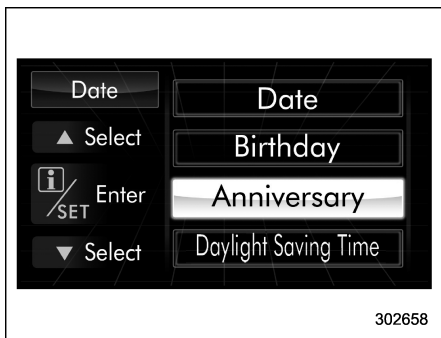 Date
▲ Select
i/SET Enter
▼ Select
Date
Birthday
Anniversary
Daylight Saving Time
302658